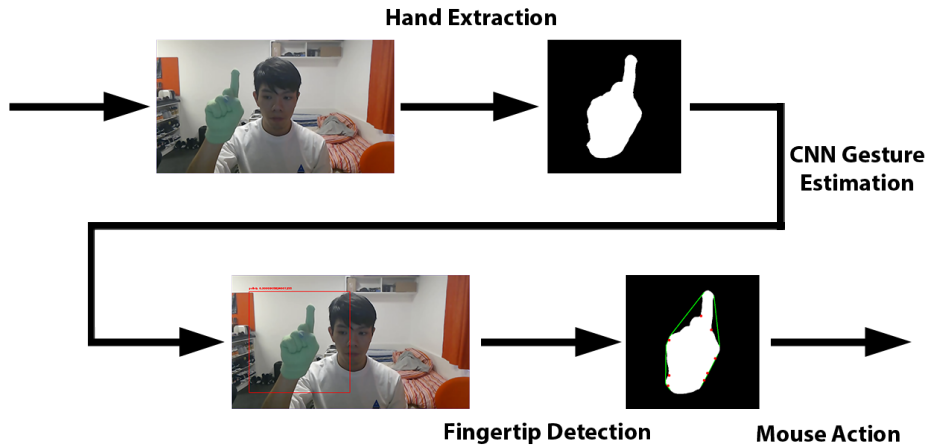 Hand Extraction
CNN Gesture
Estimation
Fingertip Detection
Mouse Action